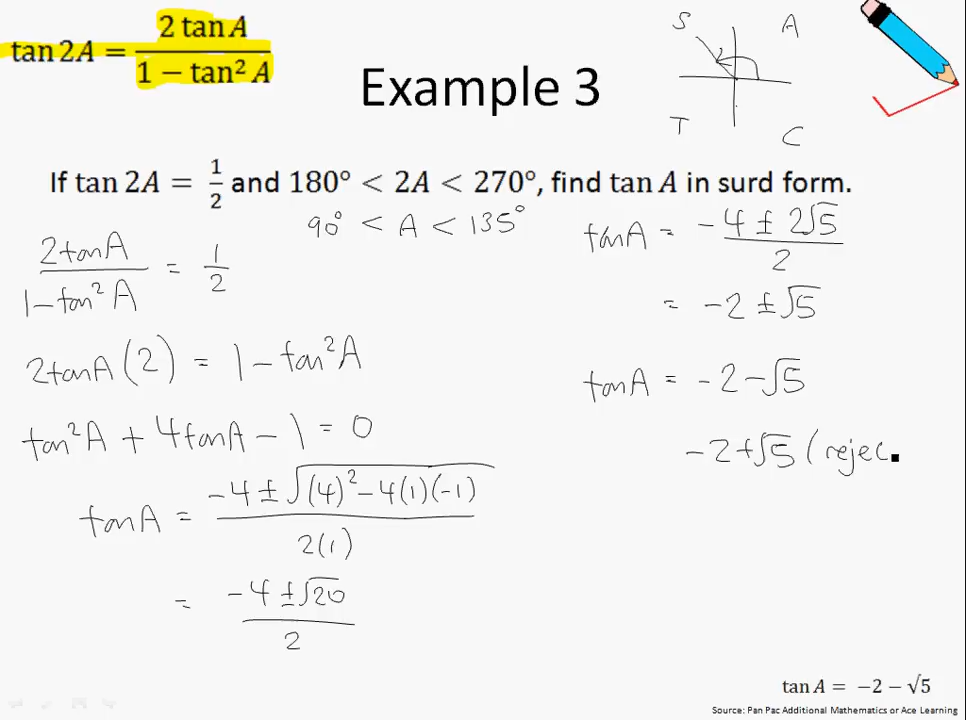 tan 2A = 2 tan A / 1 − tan² A
S A
T C
Example 3
If tan 2A = 1/2 and 180° < 2A < 270°, find tan A in surd form.
90° < A < 135°
2tanA / 1−tan²A = 1/2
2tanA(2) = 1 − tan²A
tan²A + 4tanA − 1 = 0
tanA = −4 ± √(4)² − 4(1)(−1) / 2(1)
= −4 ± √20 / 2
tanA = −4 ± 2√5 / 2
= −2 ± √5
tanA = −2 − √5
−2 + √5 (rejec
tan A = −2 − √5
Source: Pan Pac Additional Mathematics or Ace Learning